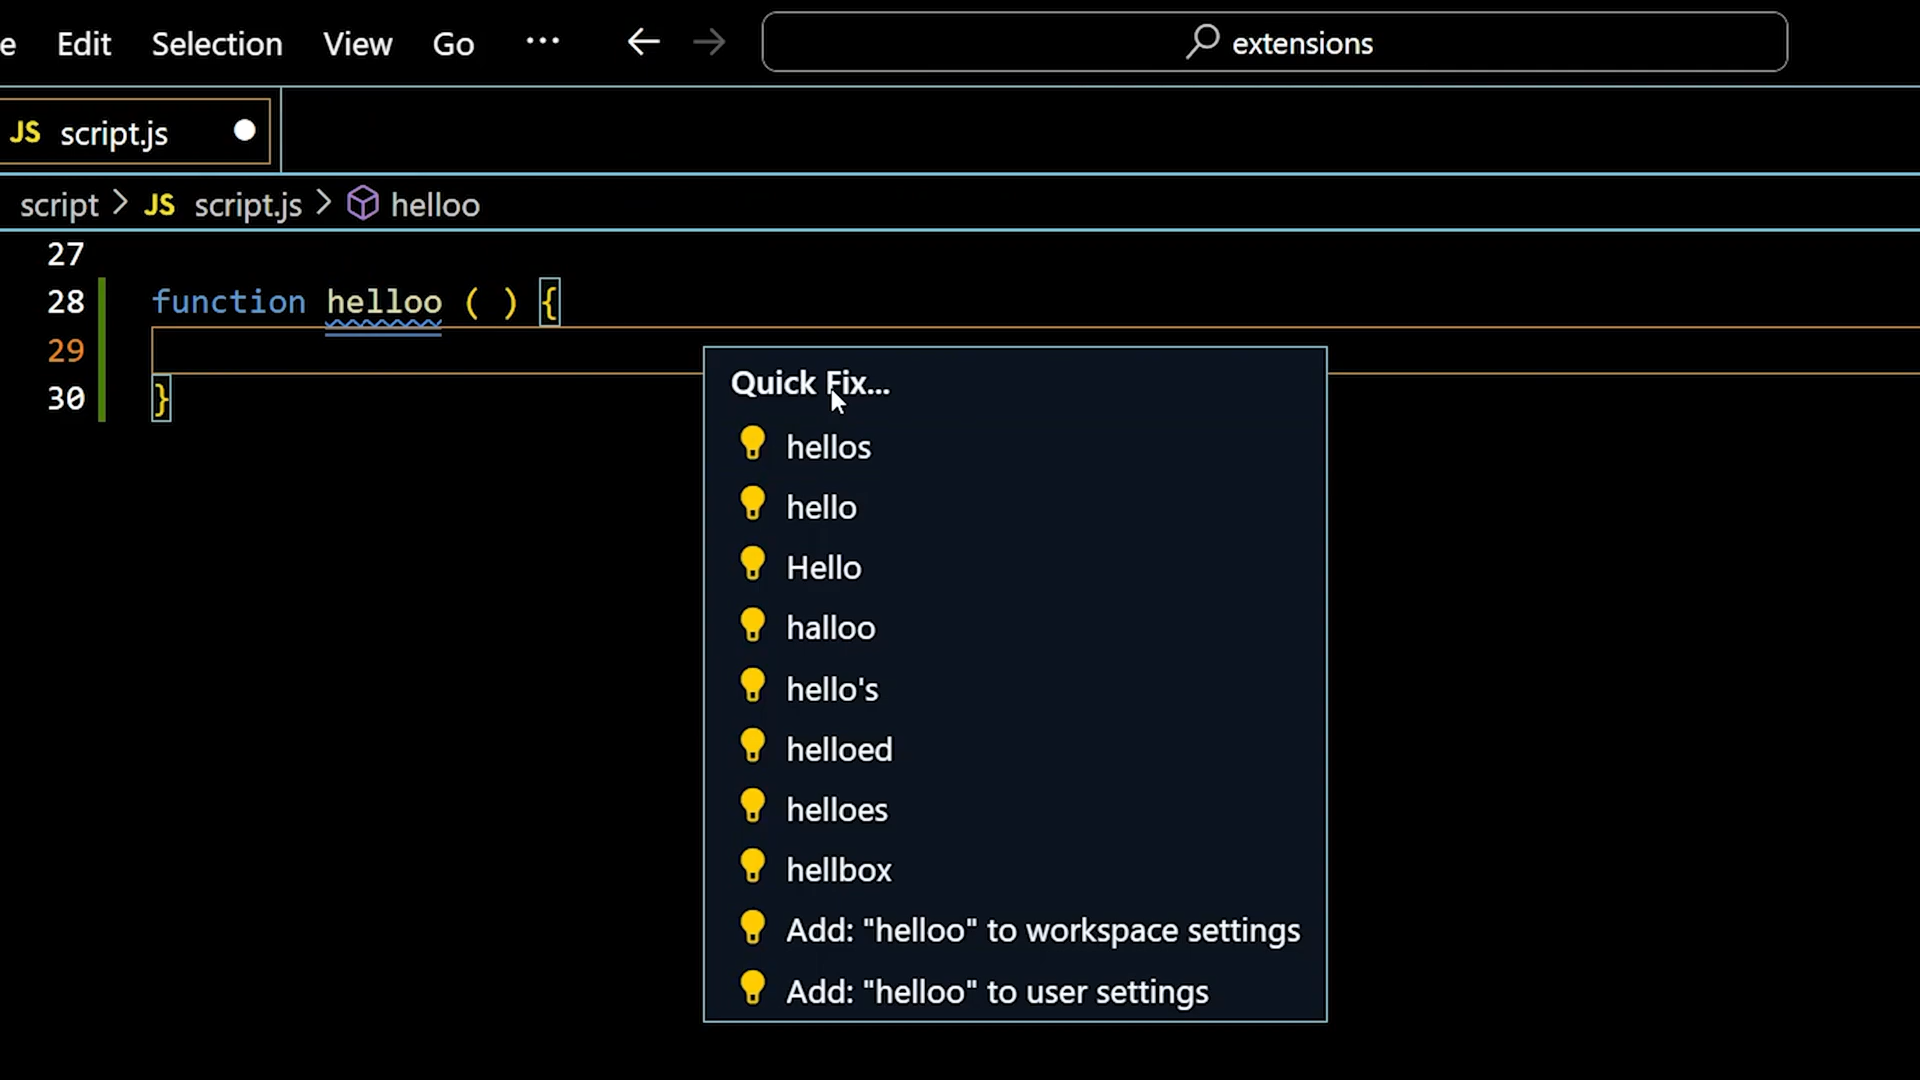 e Edit Selection View Go ··· ← → extensions
JS script.js
script > JS script.js > helloo
27
28 function helloo ( ) {
29
30 }
Quick Fix...
hellos
hello
Hello
halloo
hello's
helloed
helloes
hellbox
Add: "helloo" to workspace settings
Add: "helloo" to user settings